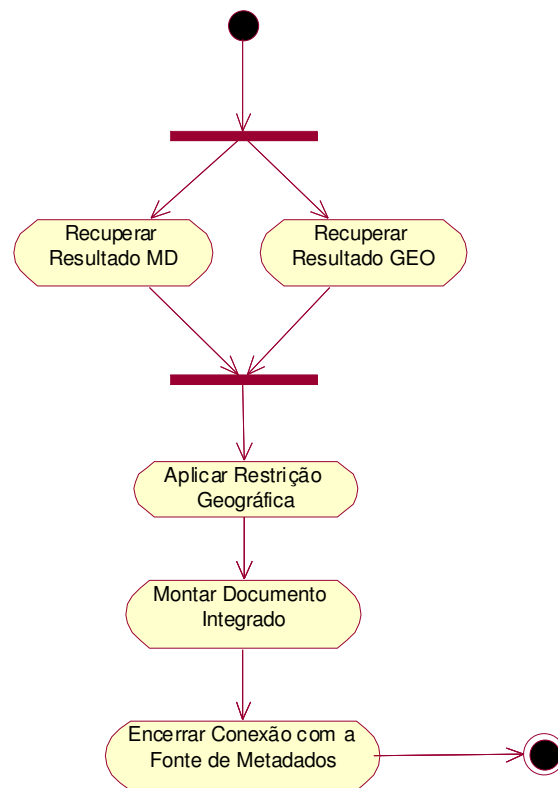 Recuperar
Resultado MD
Recuperar
Resultado GEO
Aplicar Restrição
Geográfica
Montar Documento
Integrado
Encerrar Conexão com a
Fonte de Metadados